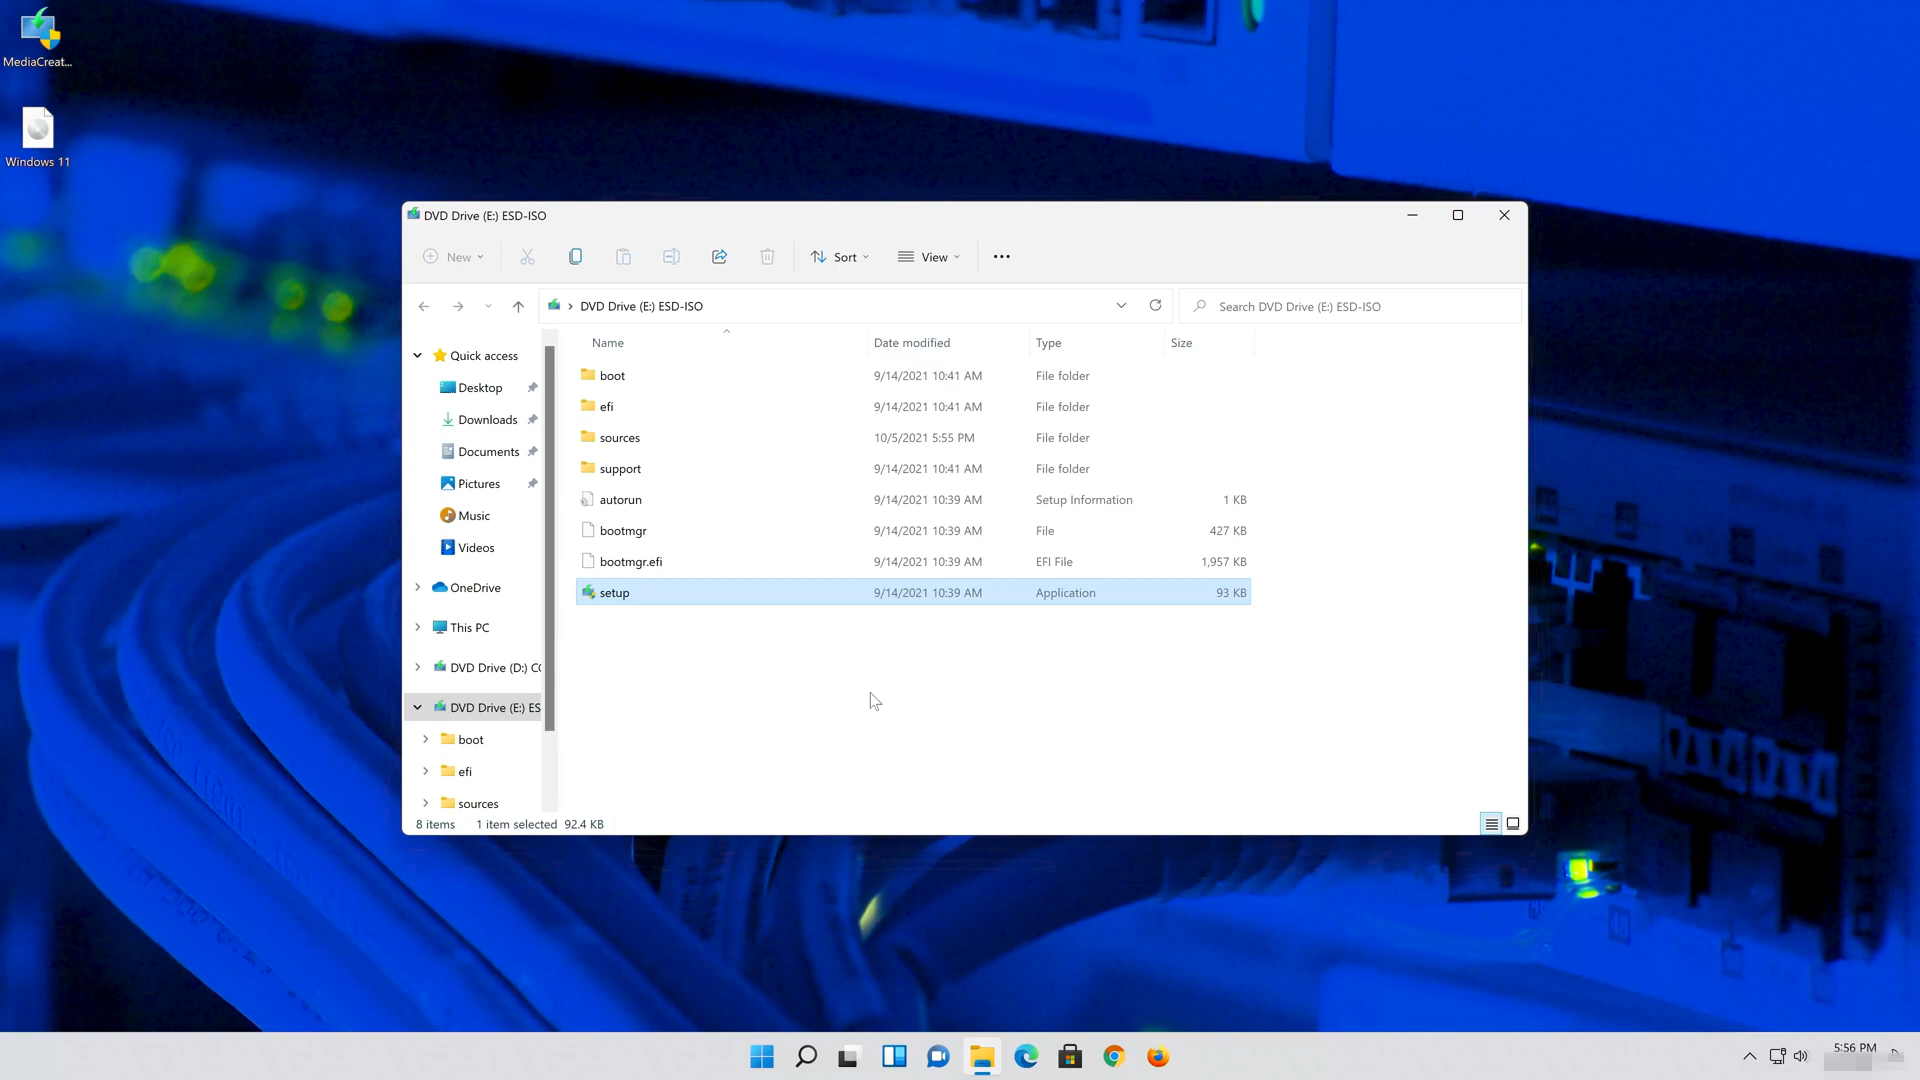 MediaCreat...
Windows 11
DVD Drive (E:) ESD-ISO
New
Sort
View
DVD Drive (E:) ESD-ISO
Search DVD Drive (E:) ESD-ISO
Name Date modified Type Size
boot 9/14/2021 10:41 AM File folder
efi 9/14/2021 10:41 AM File folder
sources 10/5/2021 5:55 PM File folder
support 9/14/2021 10:41 AM File folder
autorun 9/14/2021 10:39 AM Setup Information 1 KB
bootmgr 9/14/2021 10:39 AM File 427 KB
bootmgr.efi 9/14/2021 10:39 AM EFI File 1,957 KB
setup 9/14/2021 10:39 AM Application 93 KB
Quick access
Desktop
Downloads
Documents
Pictures
Music
Videos
OneDrive
This PC
DVD Drive (D:) CC
DVD Drive (E:) ES
boot
efi
sources
8 items 1 item selected 92.4 KB
5:56 PM